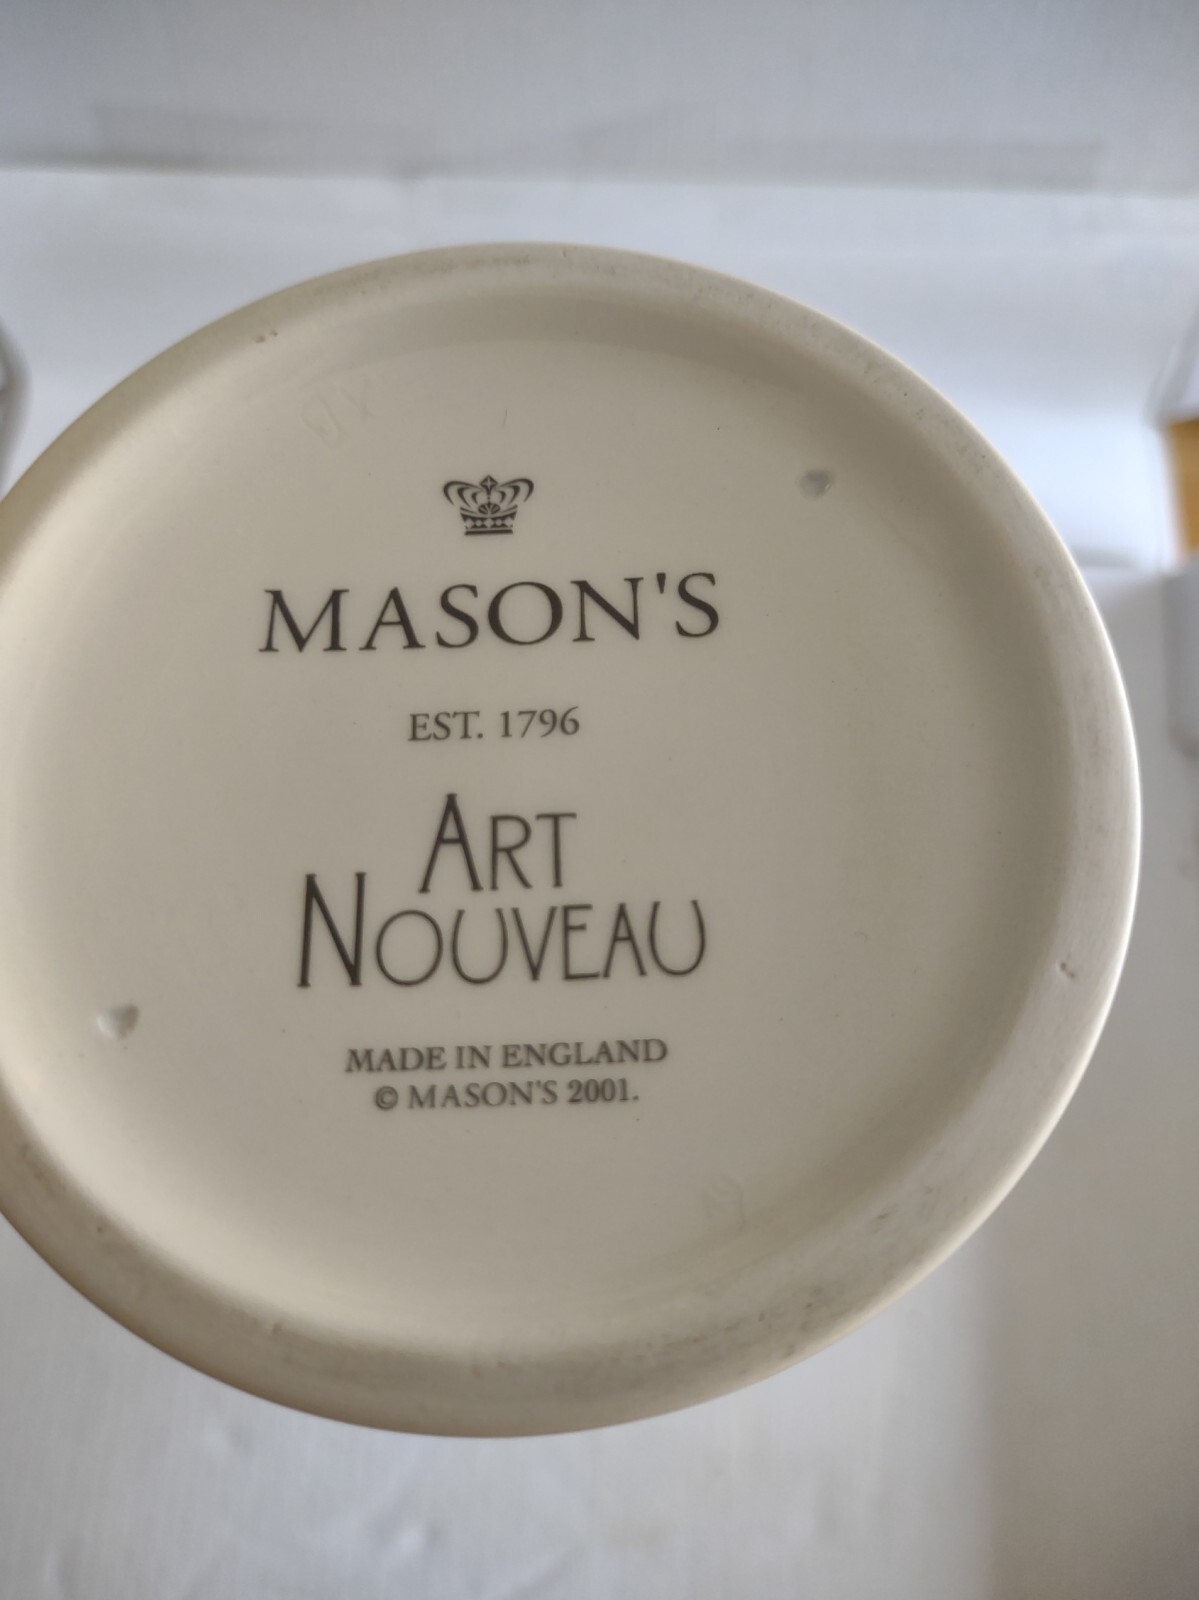 MASON'S
EST. 1796
ART
NOUVEAU
MADE IN ENGLAND
© MASON'S 2001.